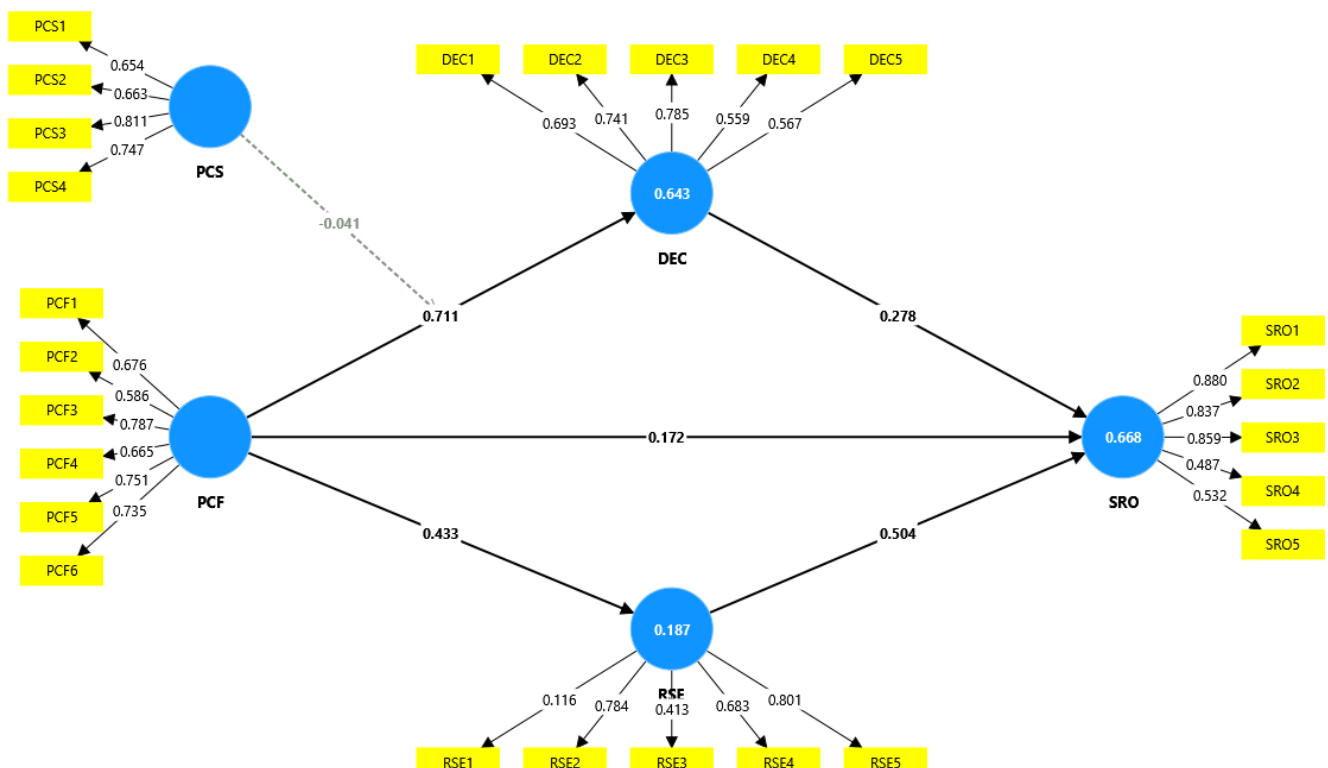 PCS1
PCS2
PCS3
PCS4
0.654
0.663
0.811
0.747
PCS
-0.041
DEC1
DEC2
DEC3
DEC4
DEC5
0.693
0.741
0.785
0.559
0.567
0.643
DEC
0.711
0.278
PCF1
PCF2
PCF3
PCF4
PCF5
PCF6
0.676
0.586
0.787
0.665
0.751
0.735
PCF
0.172
0.433
0.504
SRO1
SRO2
SRO3
SRO4
SRO5
0.880
0.837
0.859
0.487
0.532
0.668
SRO
0.187
RSE
0.116
0.784
0.413
0.683
0.801
RSE1
RSE2
RSE3
RSE4
RSE5